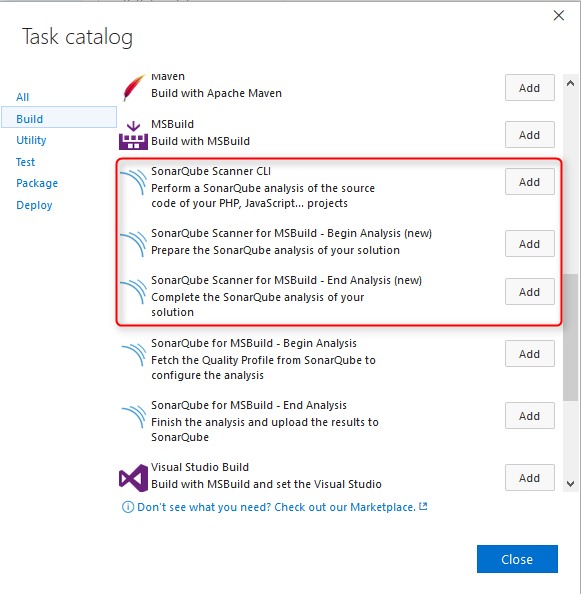 Task catalog
All
Build
Utility
Test
Package
Deploy
Maven
Build with Apache Maven
Add
MSBuild
Build with MSBuild
Add
SonarQube Scanner CLI
Perform a SonarQube analysis of the source
code of your PHP, JavaScript... projects
Add
SonarQube Scanner for MSBuild - Begin Analysis (new)
Prepare the SonarQube analysis of your solution
Add
SonarQube Scanner for MSBuild - End Analysis (new)
Complete the SonarQube analysis of your
solution
Add
SonarQube for MSBuild - Begin Analysis
Fetch the Quality Profile from SonarQube to
configure the analysis
Add
SonarQube for MSBuild - End Analysis
Finish the analysis and upload the results to
SonarQube
Add
Visual Studio Build
Build with MSBuild and set the Visual Studio
Add
Don't see what you need? Check out our Marketplace.
Close